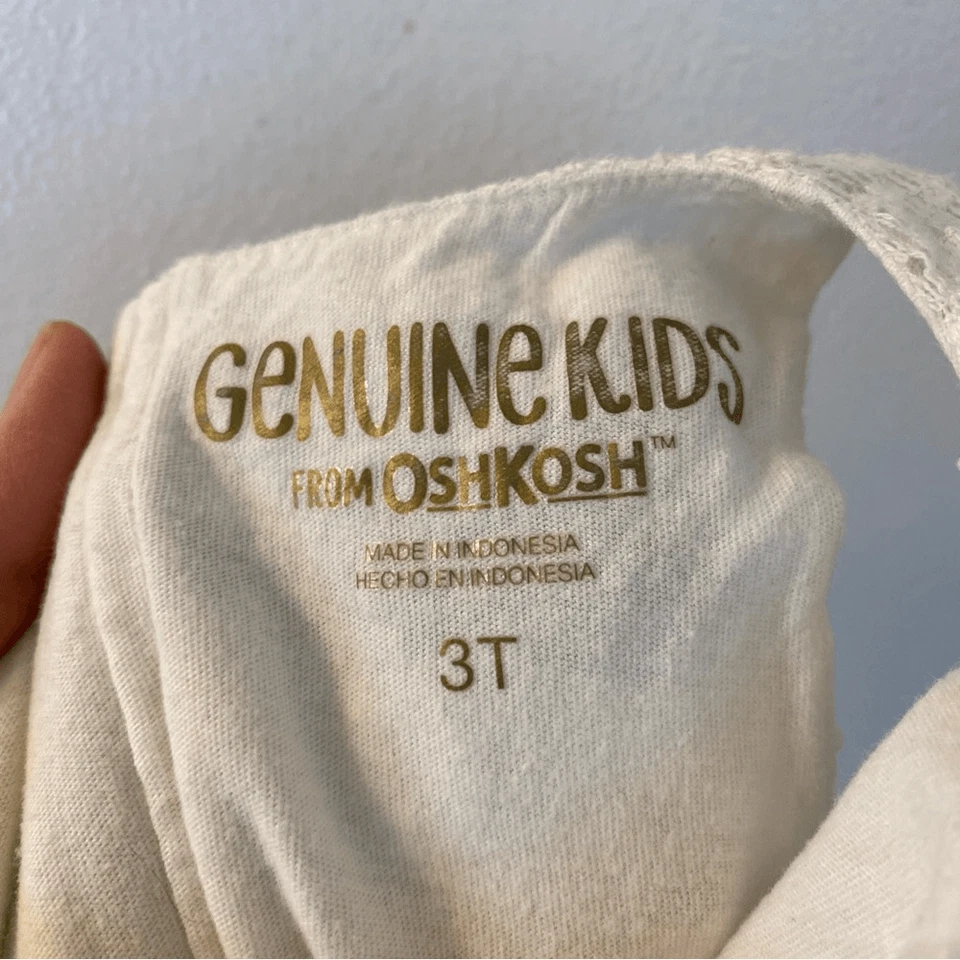 GeNUINe KIDS
FROM OSHKOSH™
MADE IN INDONESIA
HECHO EN INDONESIA
3T